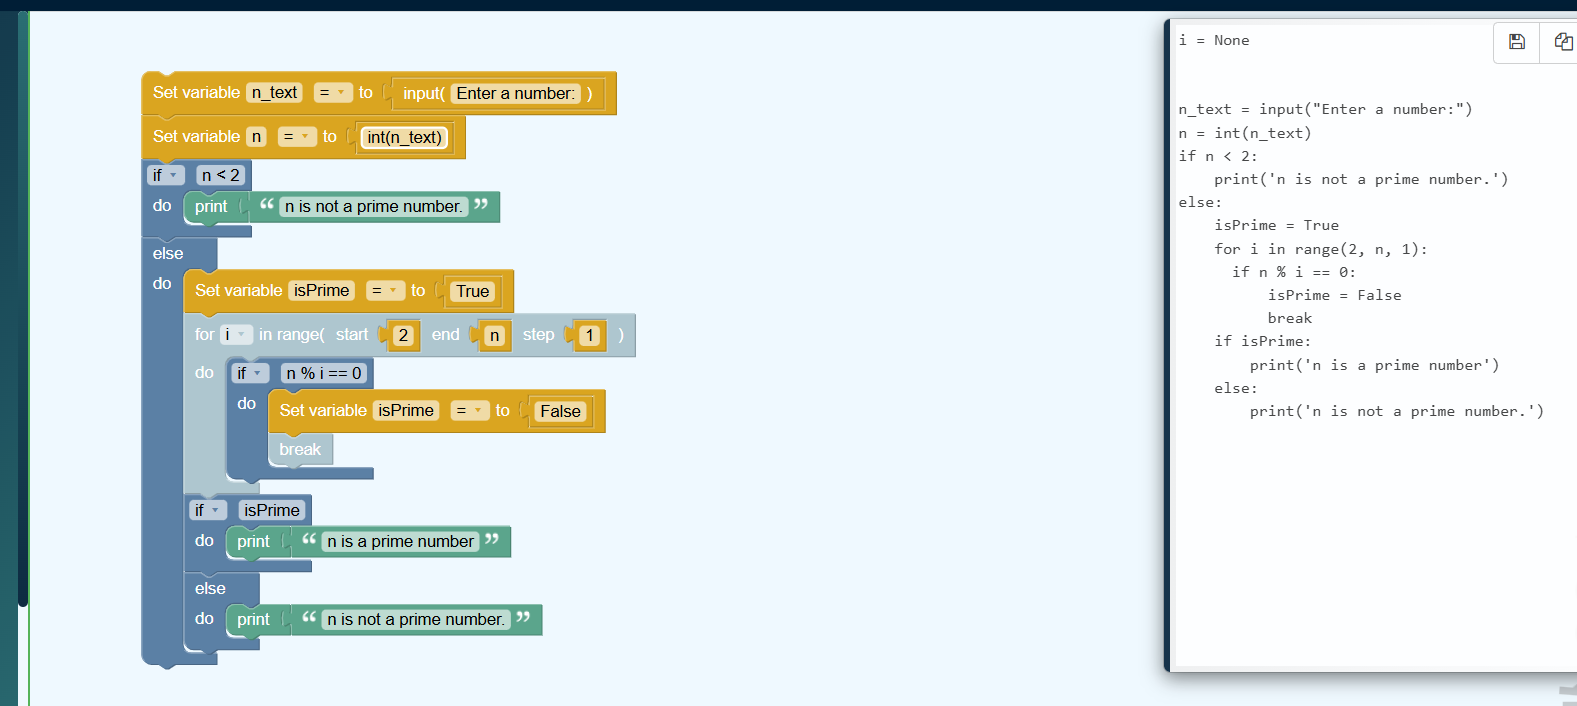 Set variable n_text = to input( Enter a number: )
Set variable n = to int(n_text)
if n < 2
do print “ n is not a prime number. ”
else
do Set variable isPrime = to True
for i in range( start 2 end n step 1 )
do if n % i == 0
do Set variable isPrime = to False
break
if isPrime
do print “ n is a prime number ”
else
do print “ n is not a prime number. ”
i = None
n_text = input("Enter a number:")
n = int(n_text)
if n < 2:
    print('n is not a prime number.')
else:
    isPrime = True
    for i in range(2, n, 1):
      if n % i == 0:
          isPrime = False
          break
    if isPrime:
        print('n is a prime number')
    else:
        print('n is not a prime number.')